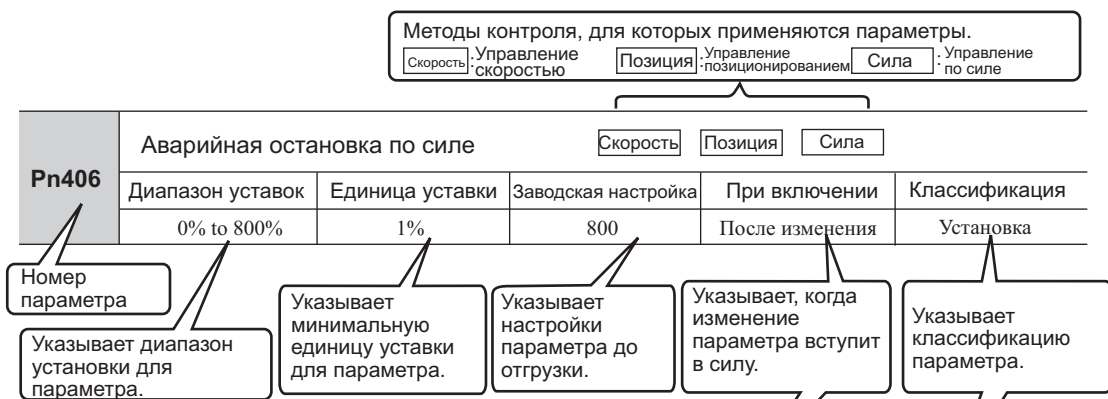 Методы контроля, для которых применяются параметры.
Скорость :Управление скоростью Позиция :Управление позиционированием Сила : Управление по силе
Pn406
Аварийная остановка по силе Скорость Позиция Сила
Диапазон уставок Единица уставки Заводская настройка При включении Классификация
0% to 800% 1% 800 После изменения Установка
Номер
параметра
Указывает диапазон
установки для
параметра.
Указывает
минимальную
единицу уставки
для параметра.
Указывает
настройки
параметра до
отгрузки.
Указывает, когда
изменение
параметра вступит
в силу.
Указывает
классификацию
параметра.